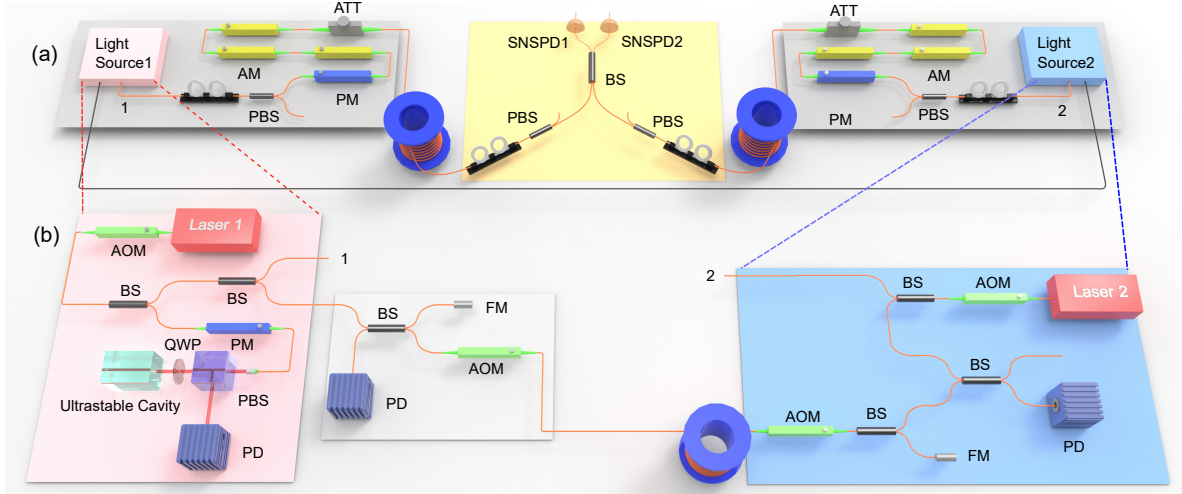 (a)
Light
Source1
1
ATT
AM
PM
PBS
SNSPD1
SNSPD2
BS
PBS
PBS
ATT
AM
PM
PBS
2
Light
Source2
(b)
Laser 1
AOM
BS
BS
1
QWP
PM
Ultrastable Cavity
PBS
PD
BS
FM
AOM
PD
2
BS
AOM
Laser 2
BS
AOM
BS
PD
FM